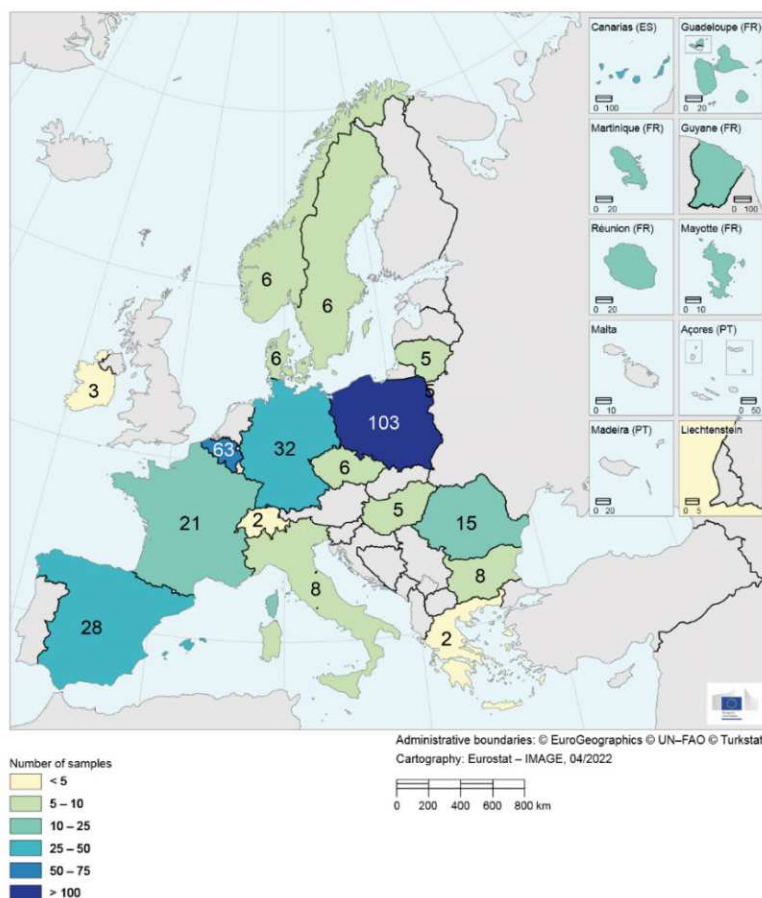 Canarias (ES)
0 100
Guadeloupe (FR)
0 20
Martinique (FR)
0 20
Guyane (FR)
0 100
Réunion (FR)
0 20
Mayotte (FR)
0 10
Malta
0 10
Açores (PT)
0 50
Madeira (PT)
0 20
Liechtenstein
0 5
6
6
6
5
3
5
103
63
32
6
21
2
5
15
8
8
28
2
Administrative boundaries: © EuroGeographics © UN–FAO © Turkstat
Cartography: Eurostat – IMAGE, 04/2022
0 200 400 600 800 km
Number of samples
< 5
5 – 10
10 – 25
25 – 50
50 – 75
> 100